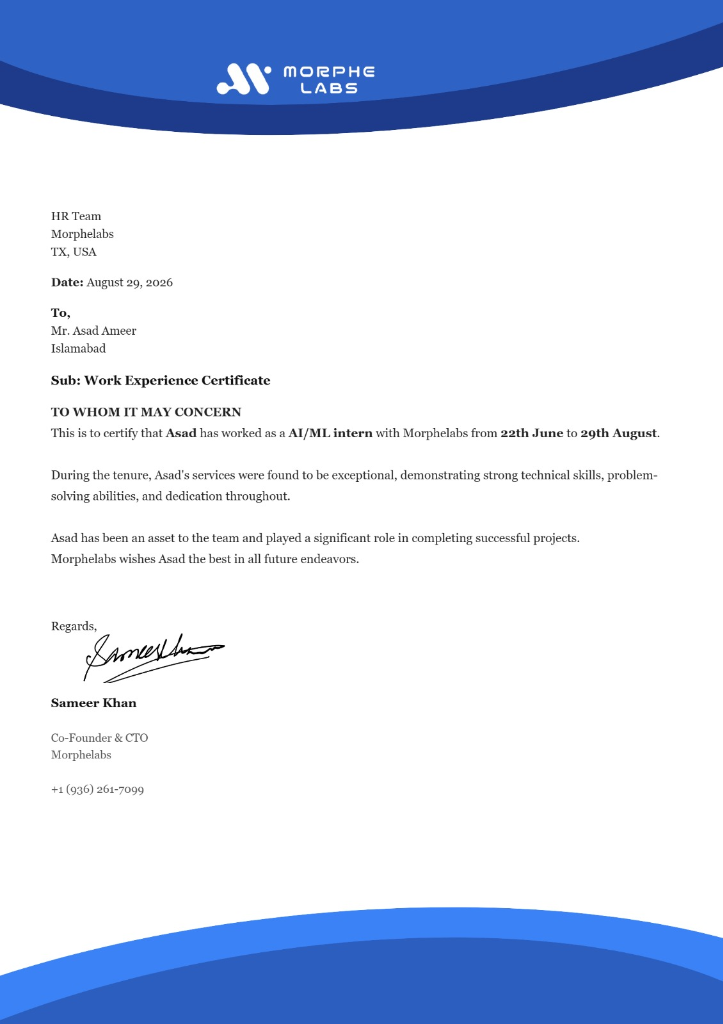 MORPHE
LABS
HR Team
Morphelabs
TX, USA
Date: August 29, 2026
To,
Mr. Asad Ameer
Islamabad
Sub: Work Experience Certificate
TO WHOM IT MAY CONCERN
This is to certify that Asad has worked as a AI/ML intern with Morphelabs from 22th June to 29th August.
During the tenure, Asad's services were found to be exceptional, demonstrating strong technical skills, problem-
solving abilities, and dedication throughout.
Asad has been an asset to the team and played a significant role in completing successful projects.
Morphelabs wishes Asad the best in all future endeavors.
Regards,
Sameer Khan
Co-Founder & CTO
Morphelabs
+1 (936) 261-7099